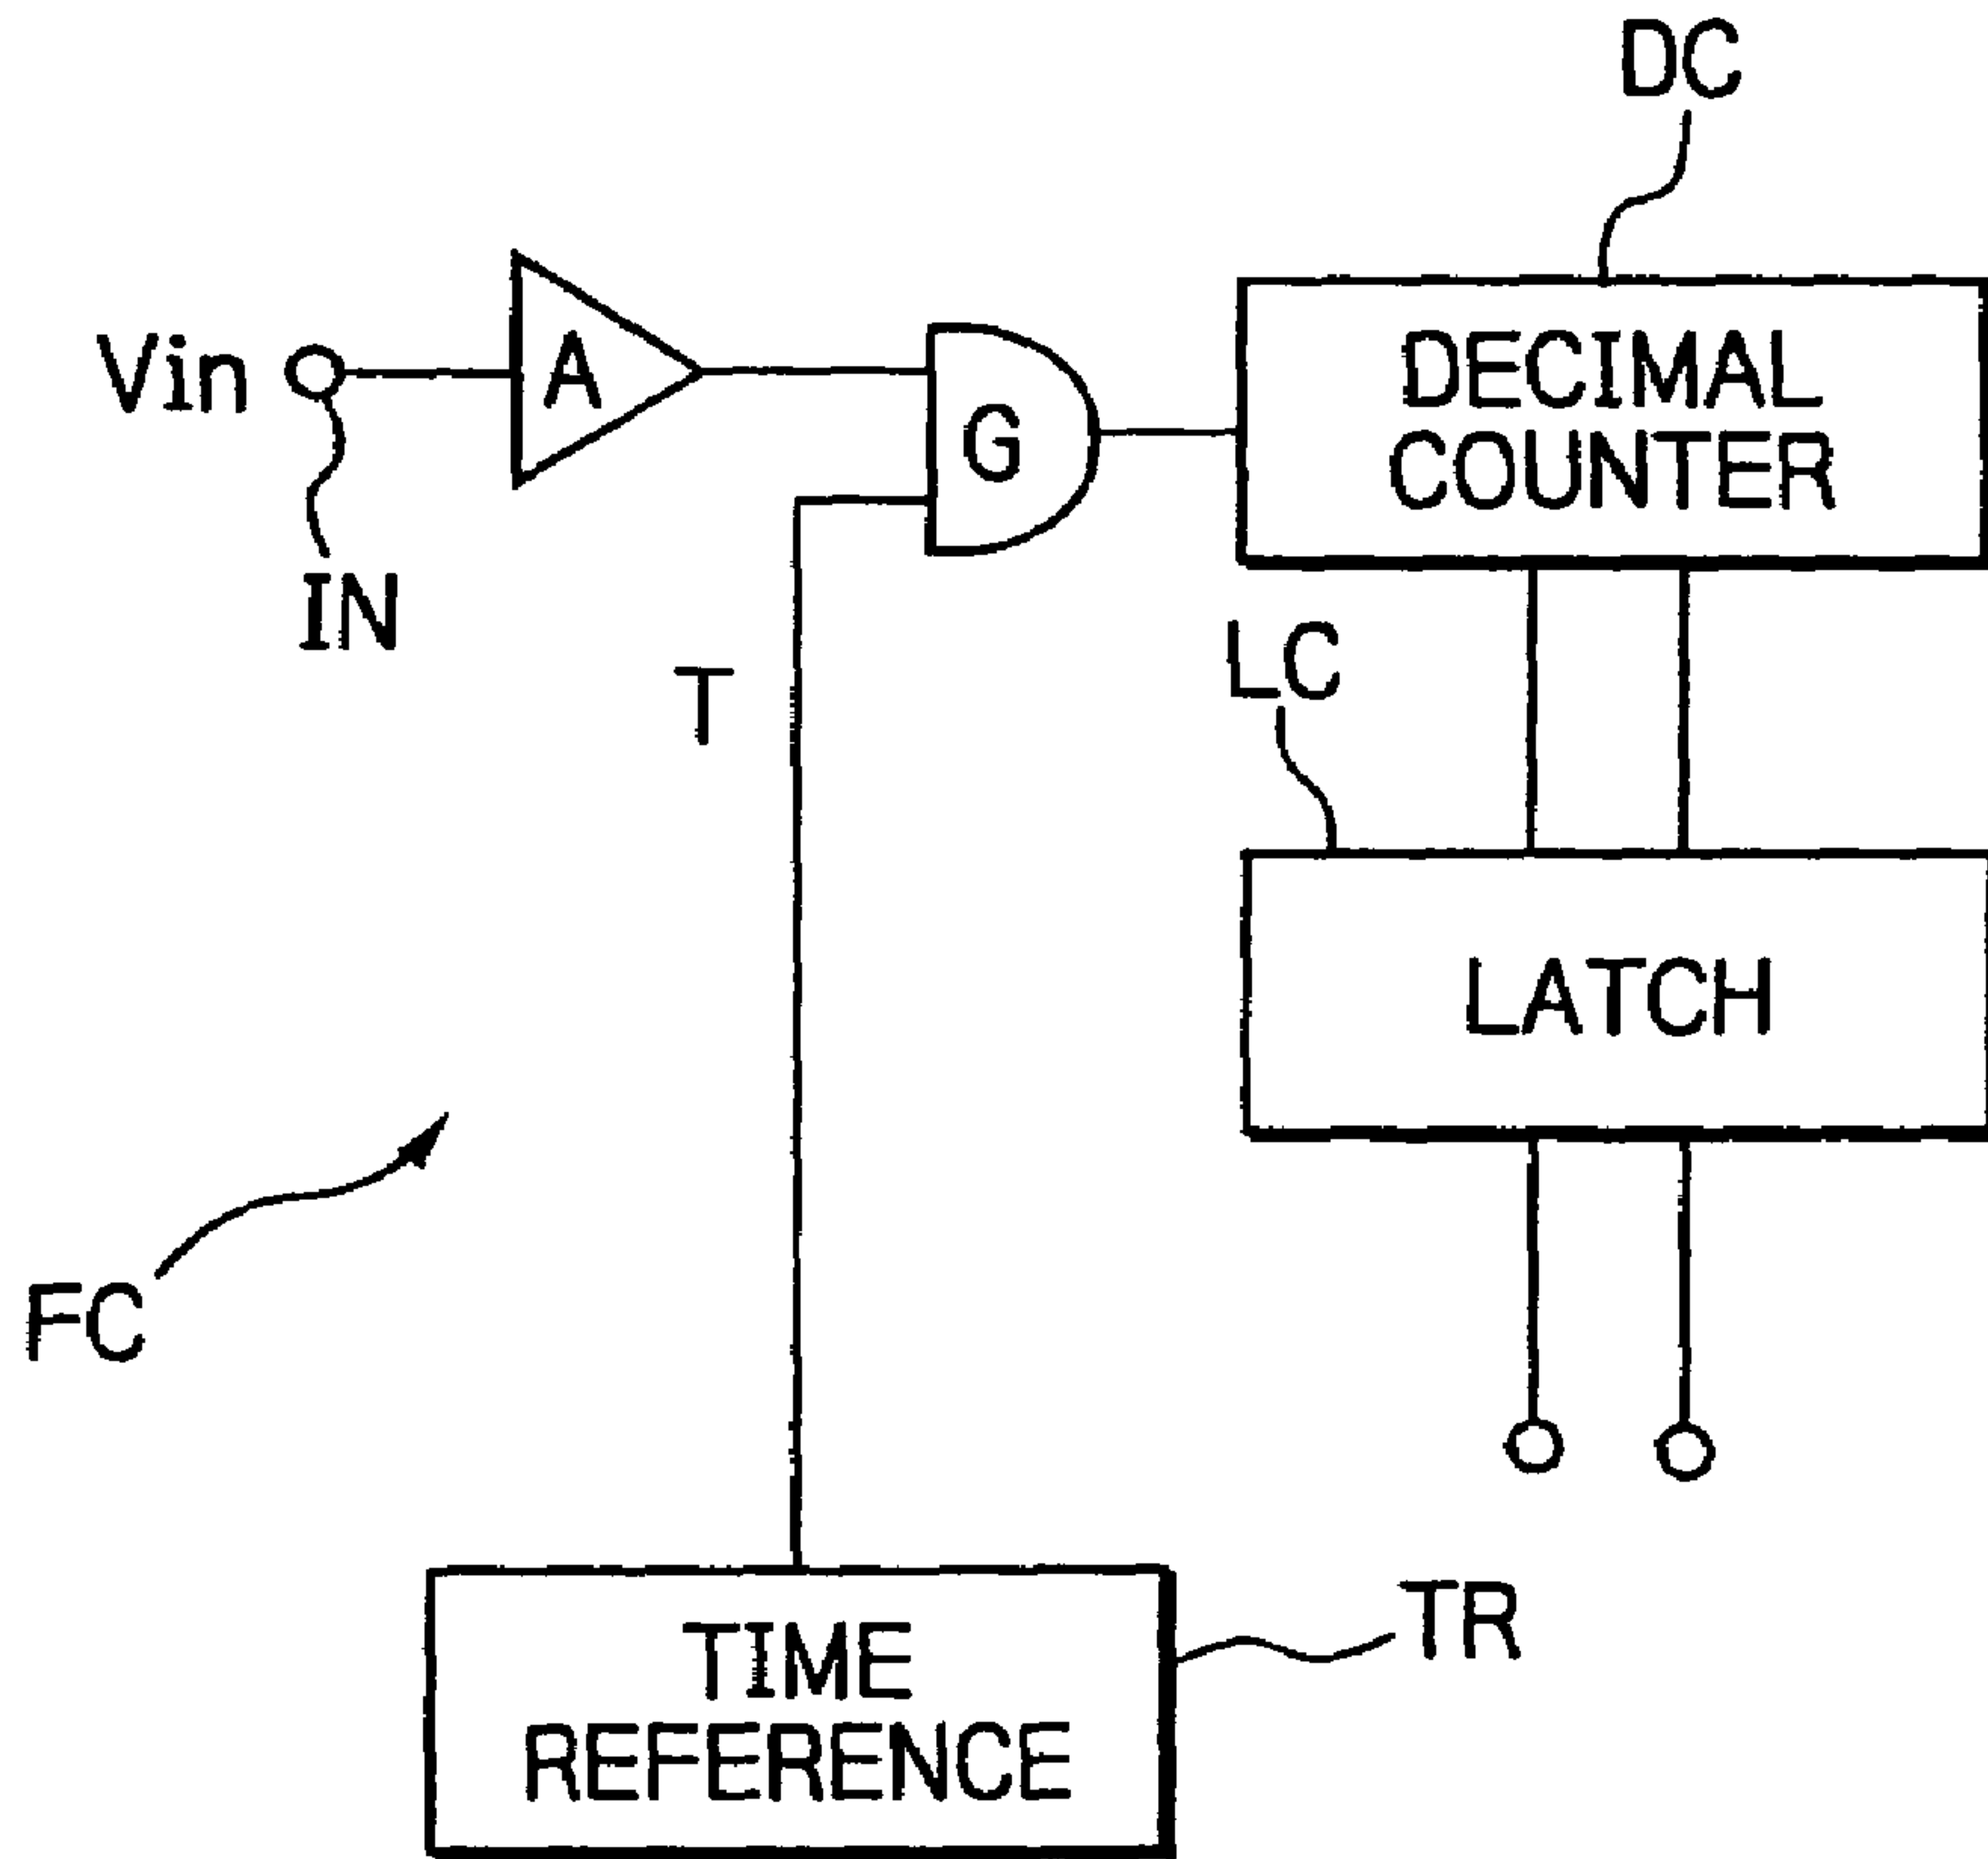 DC
Vin
A
G
DECIMAL
COUNTER
IN
T
LC
LATCH
FC
TIME
REFERENCE
TR